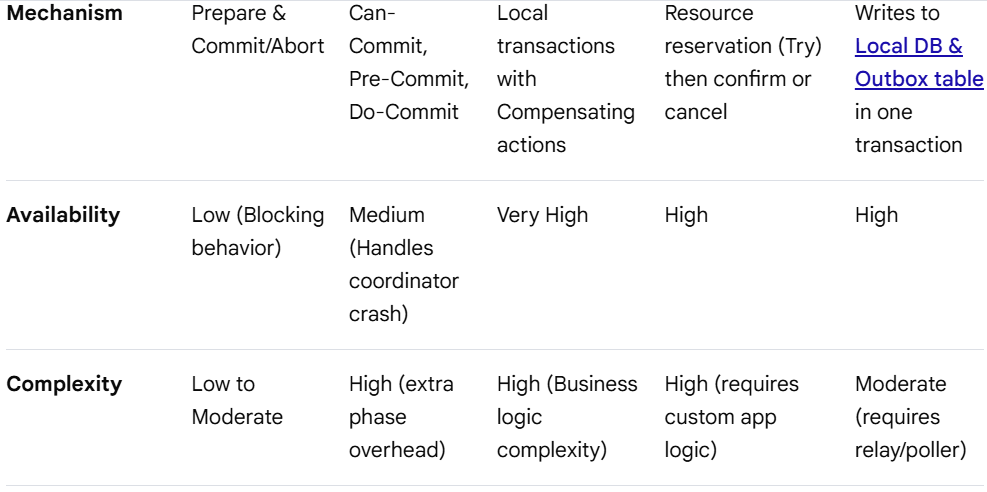 Mechanism
Prepare &
Commit/Abort
Can-
Commit,
Pre-Commit,
Do-Commit
Local
transactions
with
Compensating
actions
Resource
reservation (Try)
then confirm or
cancel
Writes to
Local DB &
Outbox table
in one
transaction
Availability
Low (Blocking
behavior)
Medium
(Handles
coordinator
crash)
Very High
High
High
Complexity
Low to
Moderate
High (extra
phase
overhead)
High (Business
logic
complexity)
High (requires
custom app
logic)
Moderate
(requires
relay/poller)